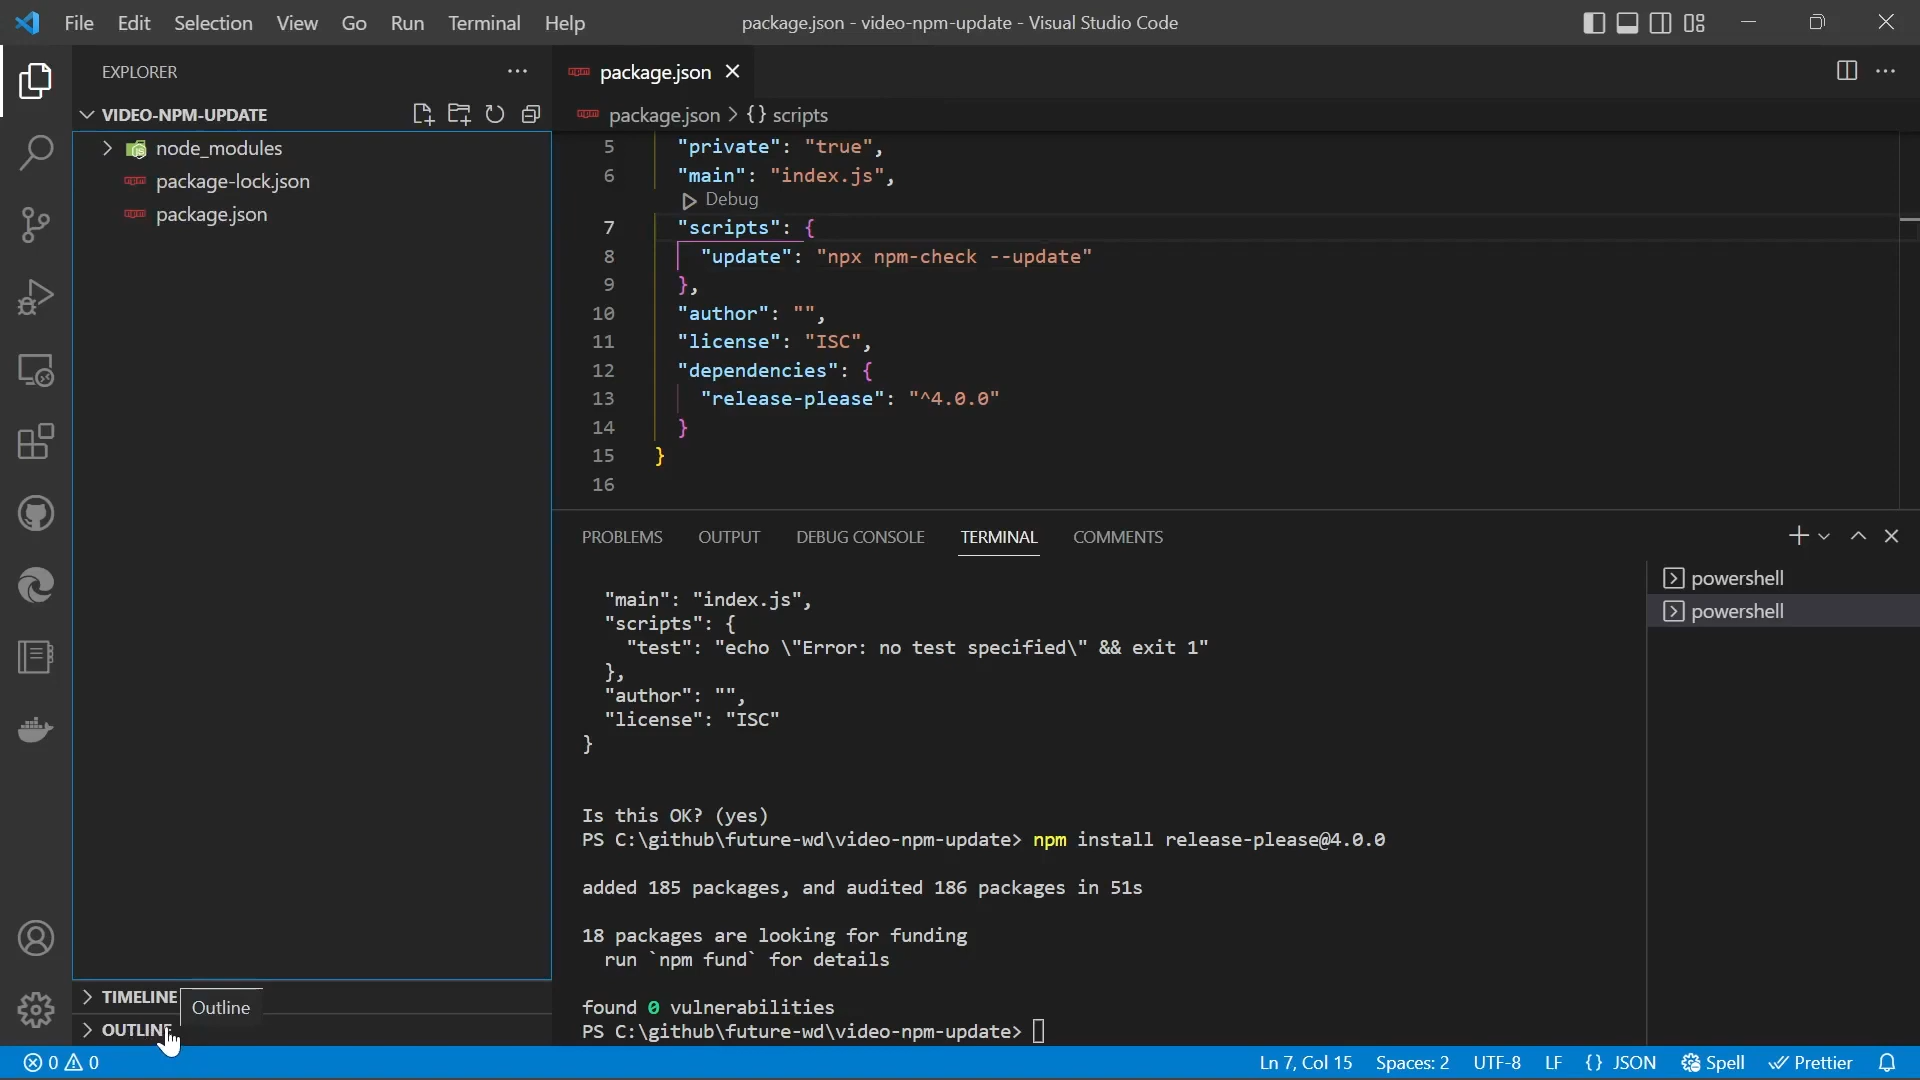 File Edit Selection View Go Run Terminal Help package.json - video-npm-update - Visual Studio Code
EXPLORER
VIDEO-NPM-UPDATE
node_modules
package-lock.json
package.json
TIMELINE
Outline
OUTLINE
package.json
package.json > {} scripts
5 "private": "true",
6 "main": "index.js",
Debug
7 "scripts": {
8 "update": "npx npm-check --update"
9 },
10 "author": "",
11 "license": "ISC",
12 "dependencies": {
13 "release-please": "^4.0.0"
14 }
15 }
16
PROBLEMS OUTPUT DEBUG CONSOLE TERMINAL COMMENTS
"main": "index.js",
"scripts": {
"test": "echo \"Error: no test specified\" && exit 1"
},
"author": "",
"license": "ISC"
}
Is this OK? (yes)
PS C:\github\future-wd\video-npm-update> npm install release-please@4.0.0
added 185 packages, and audited 186 packages in 51s
18 packages are looking for funding
run `npm fund` for details
found 0 vulnerabilities
PS C:\github\future-wd\video-npm-update>
powershell
powershell
0 0 Ln 7, Col 15 Spaces: 2 UTF-8 LF {} JSON Spell Prettier